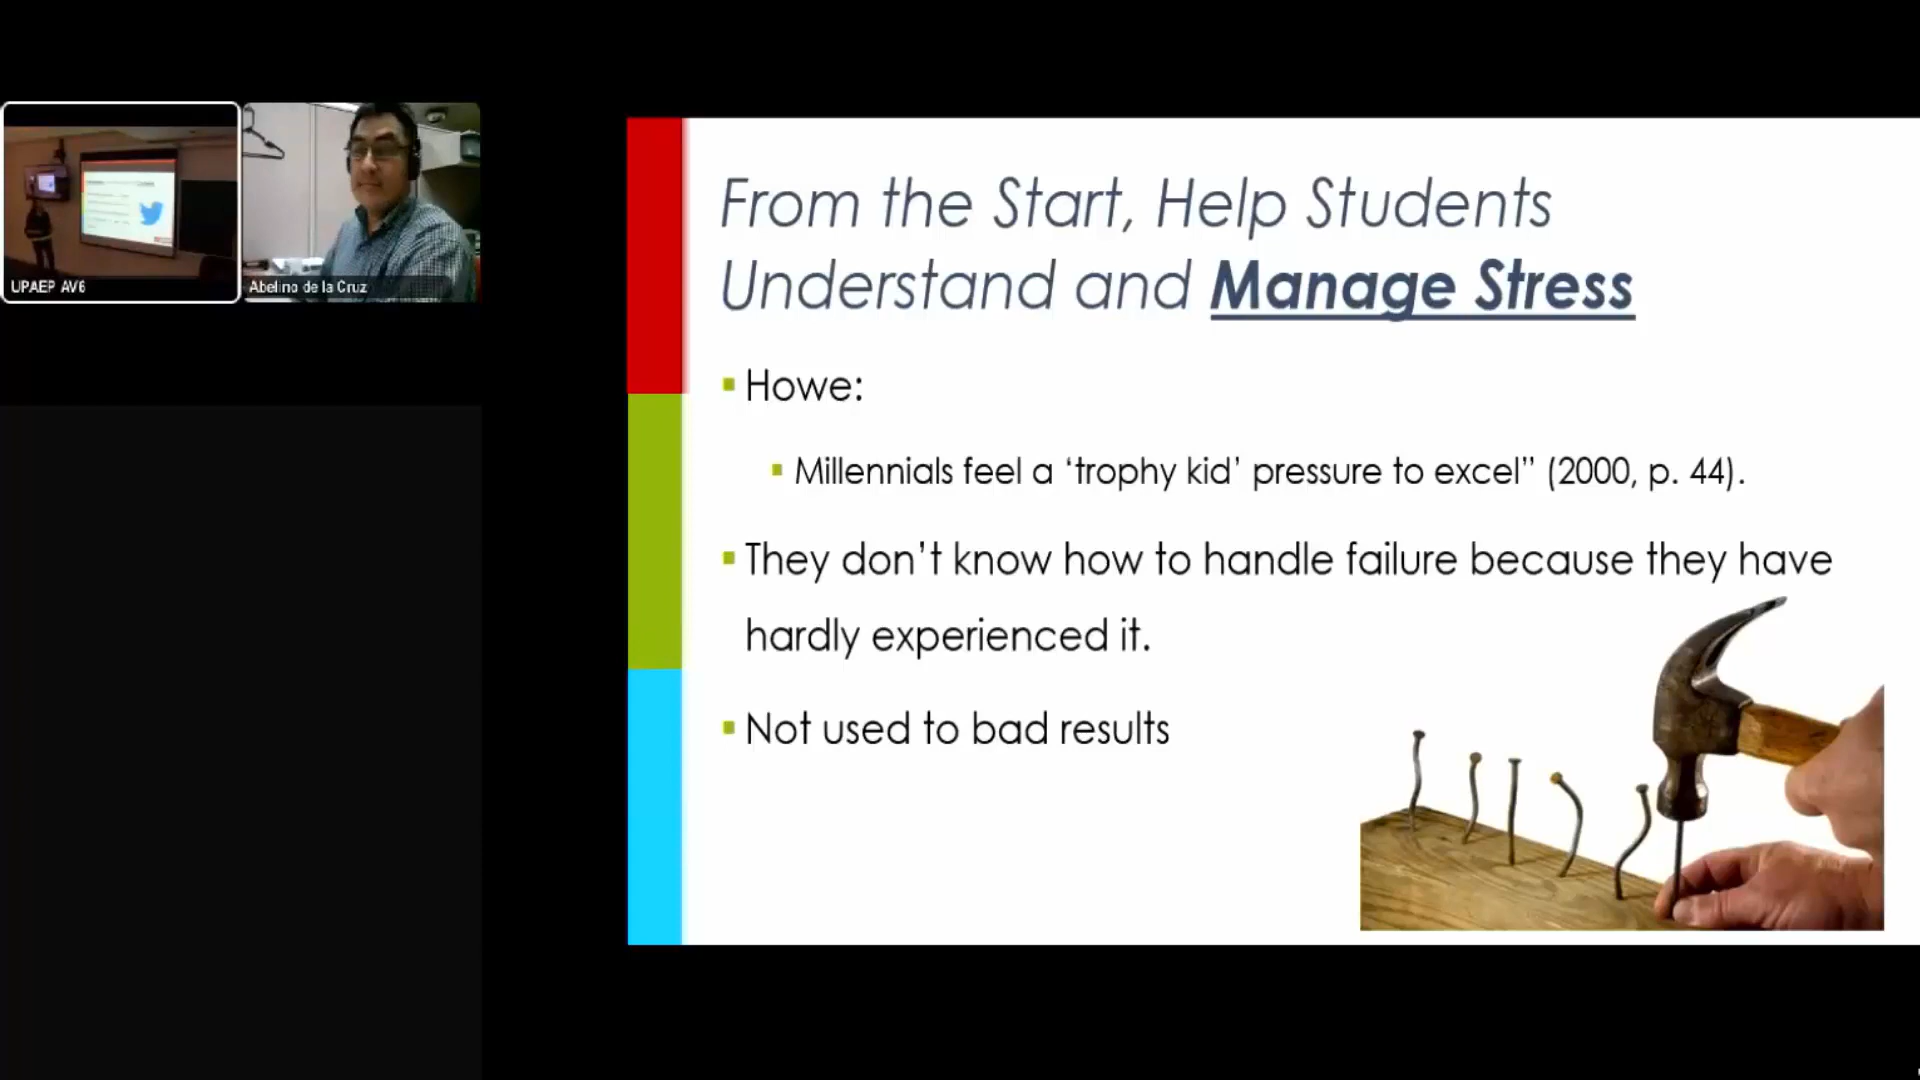 UPAEP AV6
Abelino de la Cruz
From the Start, Help Students
Understand and Manage Stress
Howe:
Millennials feel a ‘trophy kid’ pressure to excel” (2000, p. 44).
They don’t know how to handle failure because they have
hardly experienced it.
Not used to bad results